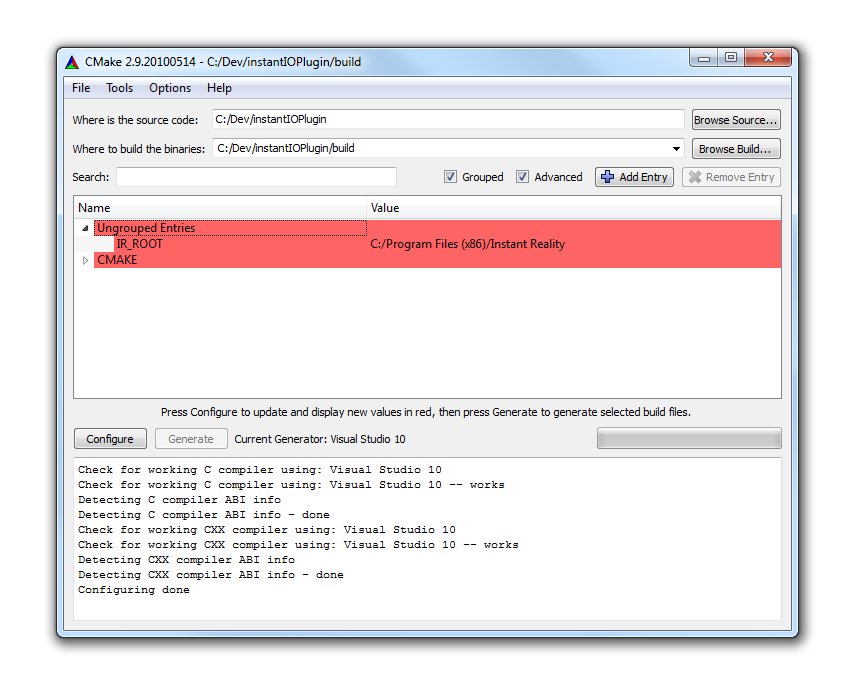 CMake 2.9.20100514 - C:/Dev/instantIOPlugin/build
File Tools Options Help
Where is the source code: C:/Dev/instantIOPlugin Browse Source...
Where to build the binaries: C:/Dev/instantIOPlugin/build Browse Build...
Search: Grouped Advanced Add Entry Remove Entry
Name Value
Ungrouped Entries
IR_ROOT C:/Program Files (x86)/Instant Reality
CMAKE
Press Configure to update and display new values in red, then press Generate to generate selected build files.
Configure Generate Current Generator: Visual Studio 10
Check for working C compiler using: Visual Studio 10
Check for working C compiler using: Visual Studio 10 -- works
Detecting C compiler ABI info
Detecting C compiler ABI info - done
Check for working CXX compiler using: Visual Studio 10
Check for working CXX compiler using: Visual Studio 10 -- works
Detecting CXX compiler ABI info
Detecting CXX compiler ABI info - done
Configuring done